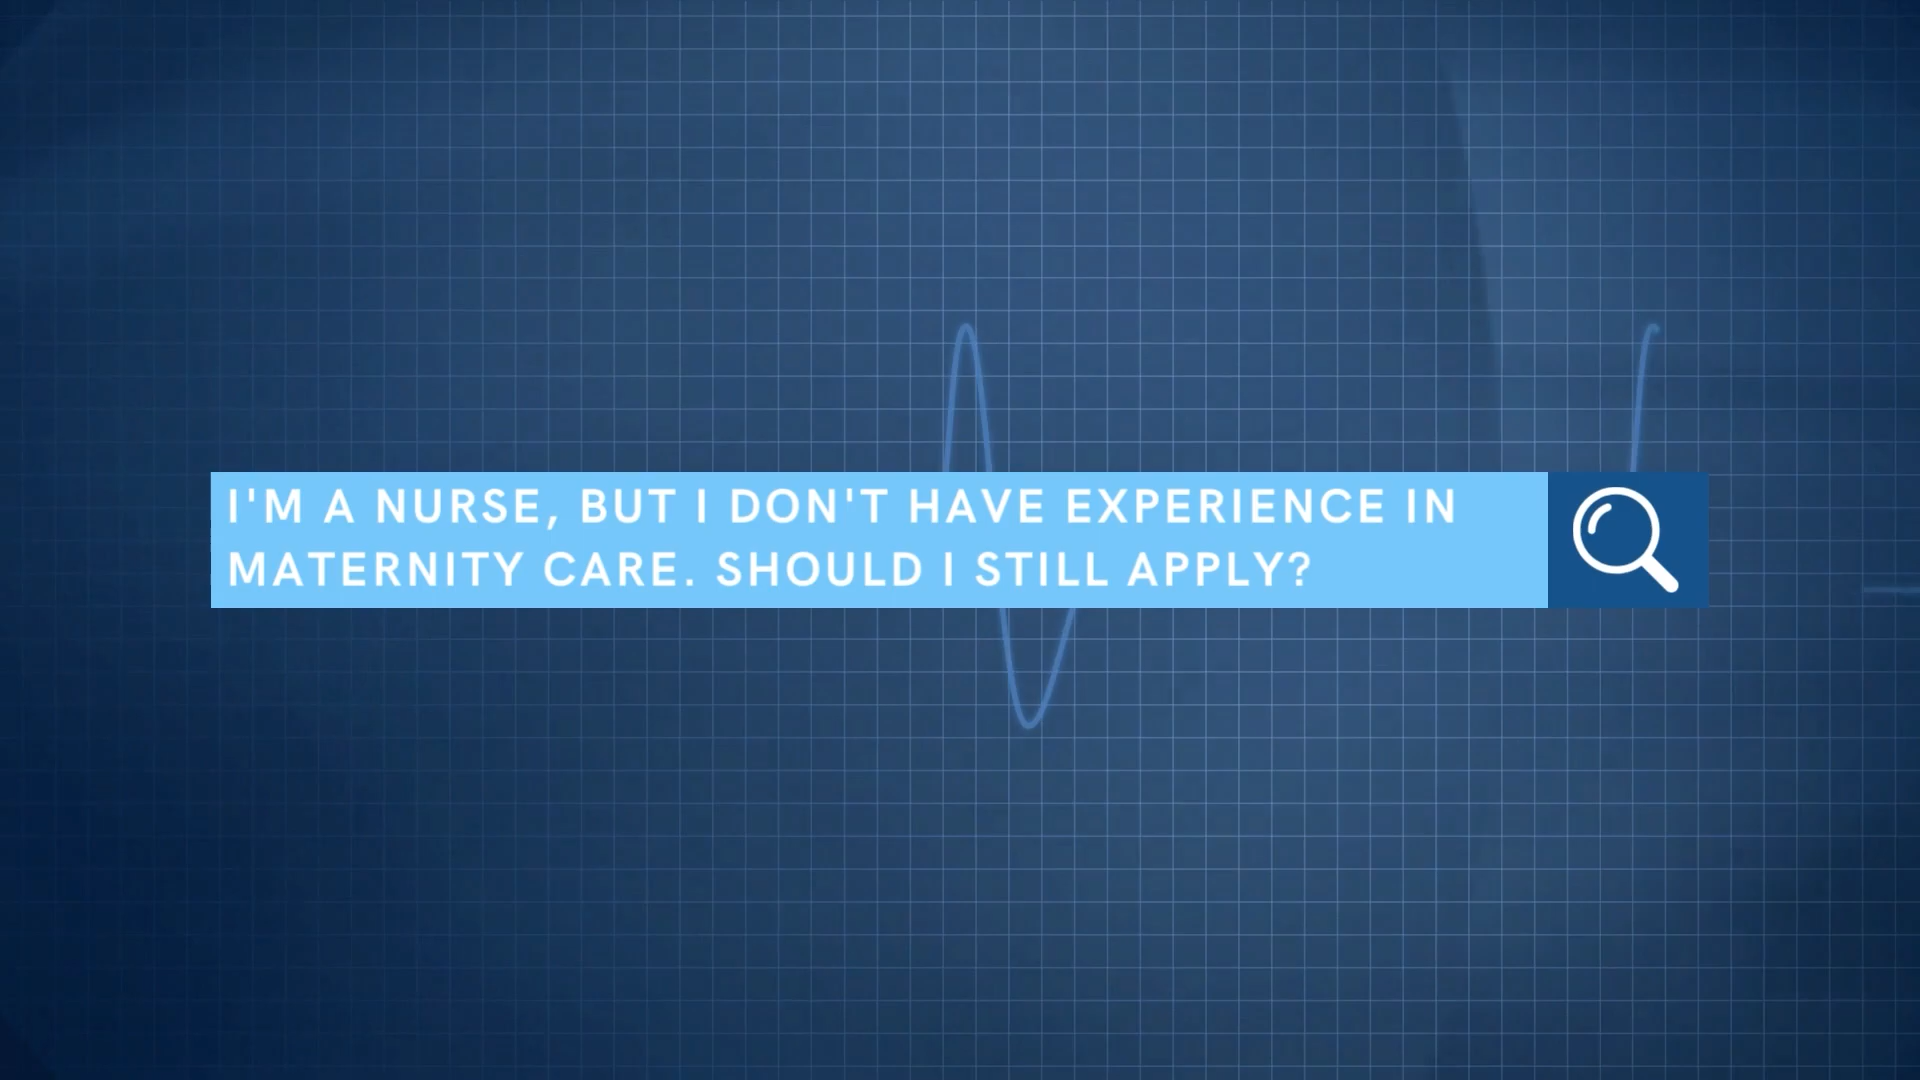 I'M A NURSE, BUT I DON'T HAVE EXPERIENCE IN
MATERNITY CARE. SHOULD I STILL APPLY?